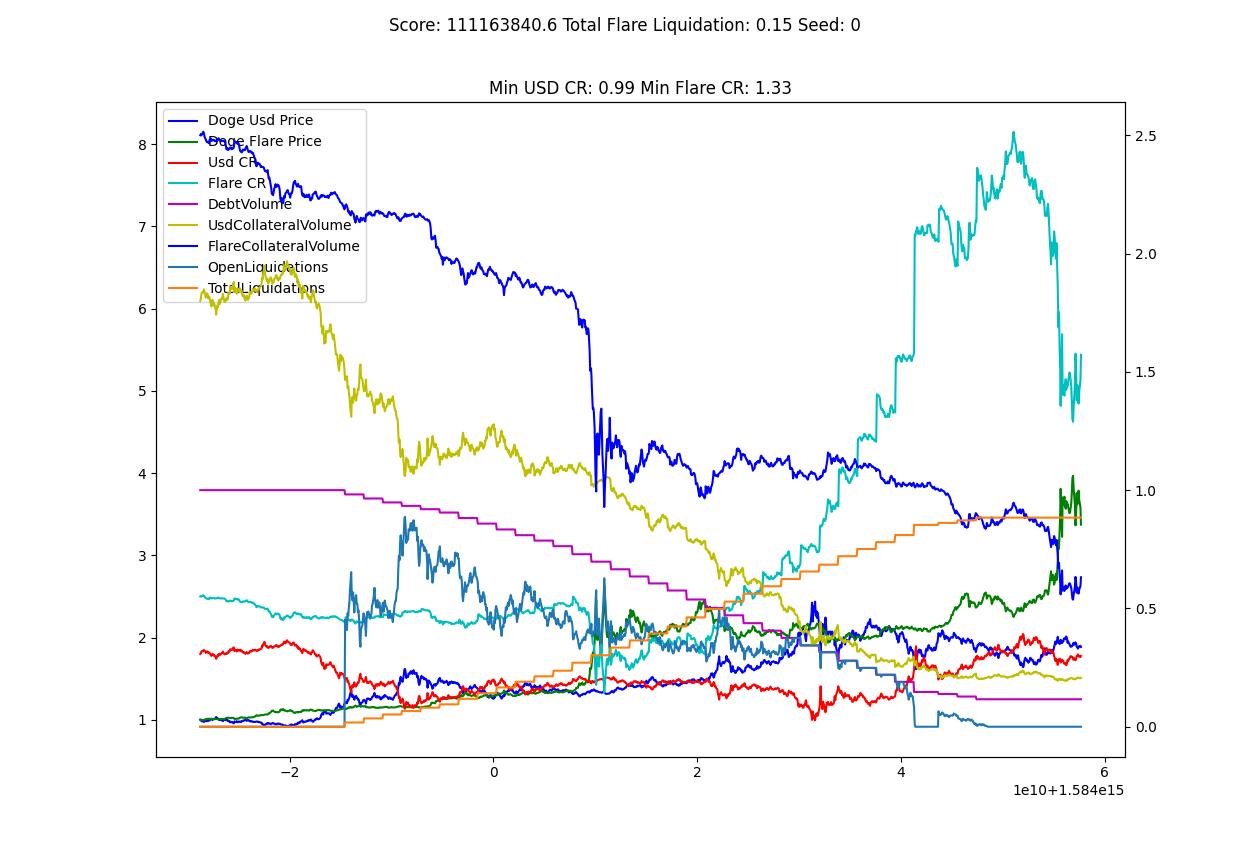 Score: 111163840.6 Total Flare Liquidation: 0.15 Seed: 0
Min USD CR: 0.99 Min Flare CR: 1.33
Doge Usd Price
Doge Flare Price
Usd CR
Flare CR
DebtVolume
UsdCollateralVolume
FlareCollateralVolume
OpenLiquidations
TotalLiquidations
8
7
6
5
4
3
2
1
2.5
2.0
1.5
1.0
0.5
0.0
−2
0
2
4
6
1e10+1.584e15